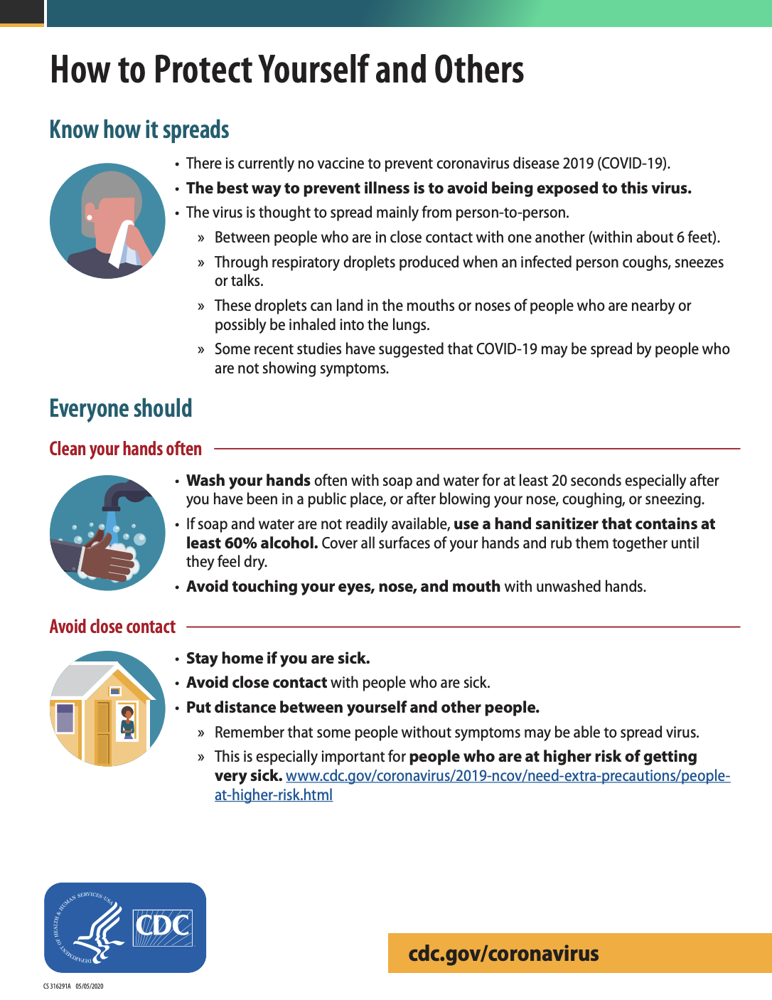 How to Protect Yourself and Others
Know how it spreads
• There is currently no vaccine to prevent coronavirus disease 2019 (COVID-19).
• The best way to prevent illness is to avoid being exposed to this virus.
• The virus is thought to spread mainly from person-to-person.
» Between people who are in close contact with one another (within about 6 feet).
» Through respiratory droplets produced when an infected person coughs, sneezes
or talks.
» These droplets can land in the mouths or noses of people who are nearby or
possibly be inhaled into the lungs.
» Some recent studies have suggested that COVID-19 may be spread by people who
are not showing symptoms.
Everyone should
Clean your hands often
• Wash your hands often with soap and water for at least 20 seconds especially after
you have been in a public place, or after blowing your nose, coughing, or sneezing.
• If soap and water are not readily available, use a hand sanitizer that contains at
least 60% alcohol. Cover all surfaces of your hands and rub them together until
they feel dry.
• Avoid touching your eyes, nose, and mouth with unwashed hands.
Avoid close contact
• Stay home if you are sick.
• Avoid close contact with people who are sick.
• Put distance between yourself and other people.
» Remember that some people without symptoms may be able to spread virus.
» This is especially important for people who are at higher risk of getting
very sick. www.cdc.gov/coronavirus/2019-ncov/need-extra-precautions/people-
at-higher-risk.html
DEPARTMENT OF HEALTH & HUMAN SERVICES·USA
CDC
cdc.gov/coronavirus
CS 316291A 05/05/2020